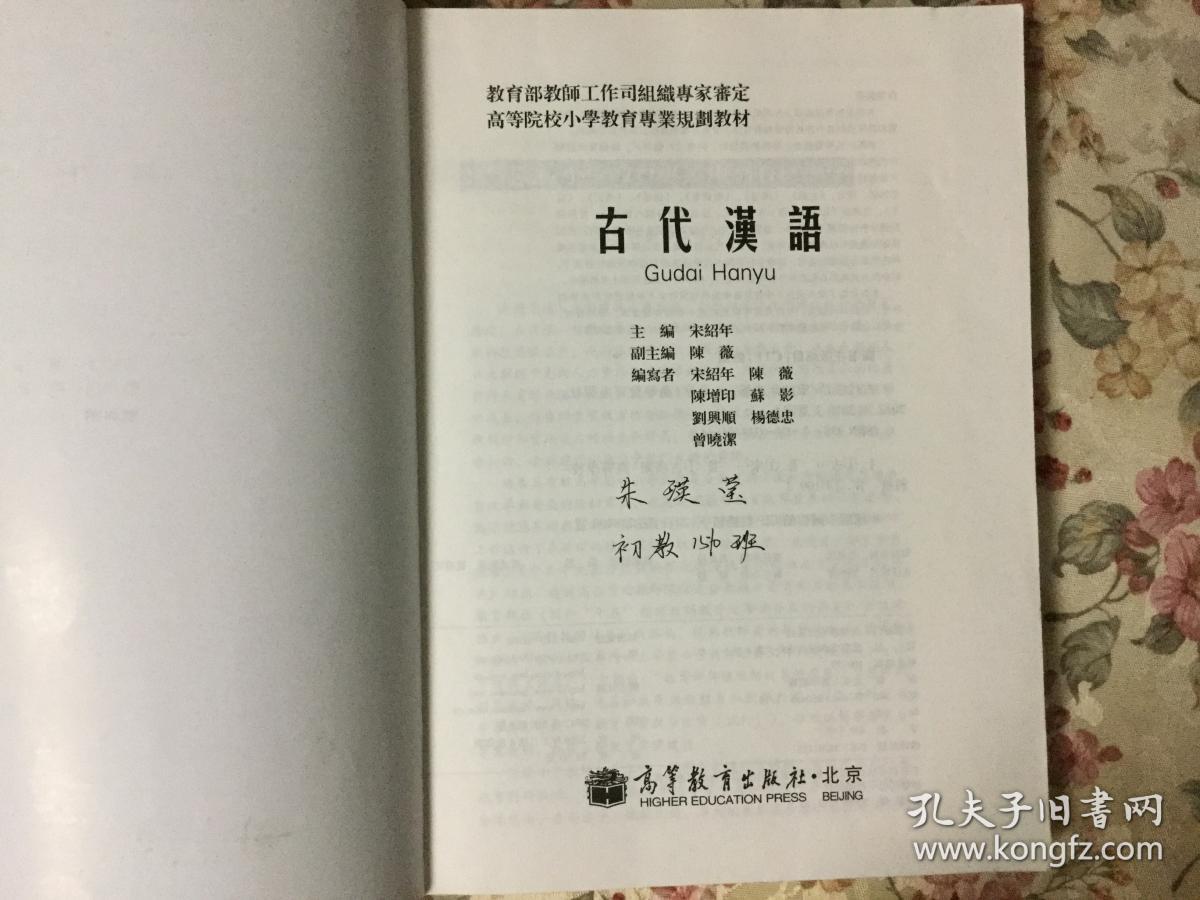 教育部教師工作司組織專家審定
高等院校小學教育專業規劃教材
古代漢語
Gudai Hanyu
主 編 宋紹年
副主編 陳 薇
編寫者 宋紹年 陳 薇
陳增印 蘇 影
劉興順 楊德忠
曾曉潔
朱瑛莹
初教 班
高等教育出版社·北京
HIGHER EDUCATION PRESS BEIJING
孔夫子旧书网
www.kongfz.com